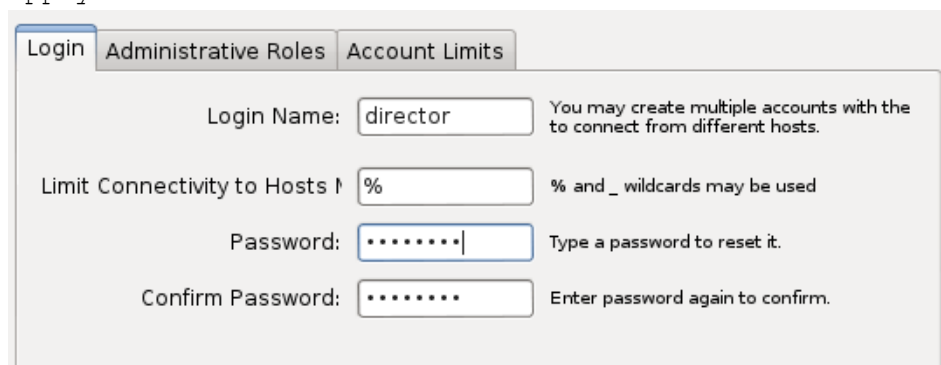 Login Administrative Roles Account Limits
Login Name: director You may create multiple accounts with the
to connect from different hosts.
Limit Connectivity to Hosts % % and _ wildcards may be used
Password: •••••••• Type a password to reset it.
Confirm Password: •••••••• Enter password again to confirm.